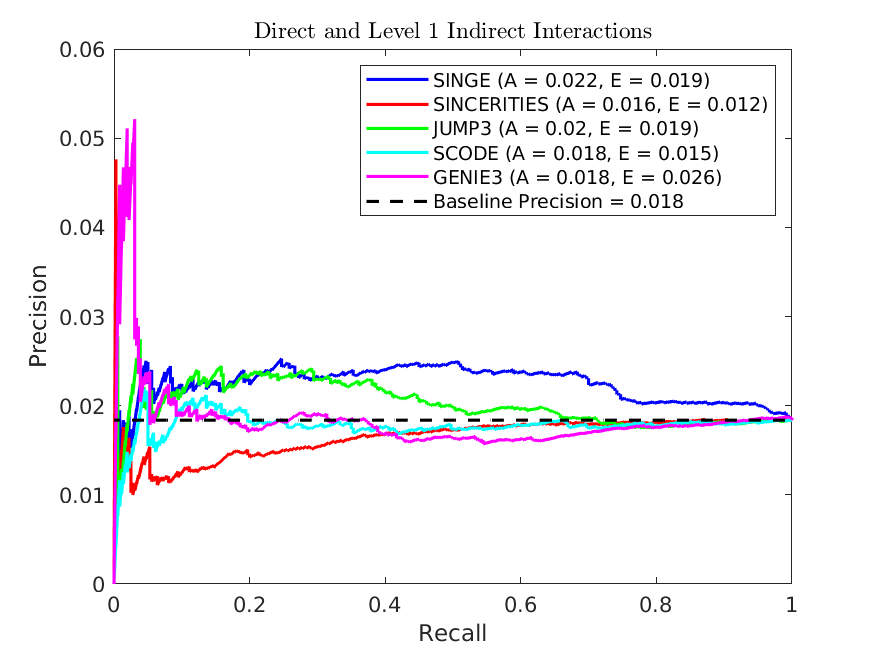 Direct and Level 1 Indirect Interactions
0.06
0.05
0.04
0.03
0.02
0.01
0
Precision
SINGE (A = 0.022, E = 0.019)
SINCERITIES (A = 0.016, E = 0.012)
JUMP3 (A = 0.02, E = 0.019)
SCODE (A = 0.018, E = 0.015)
GENIE3 (A = 0.018, E = 0.026)
Baseline Precision = 0.018
0 0.2 0.4 0.6 0.8 1
Recall